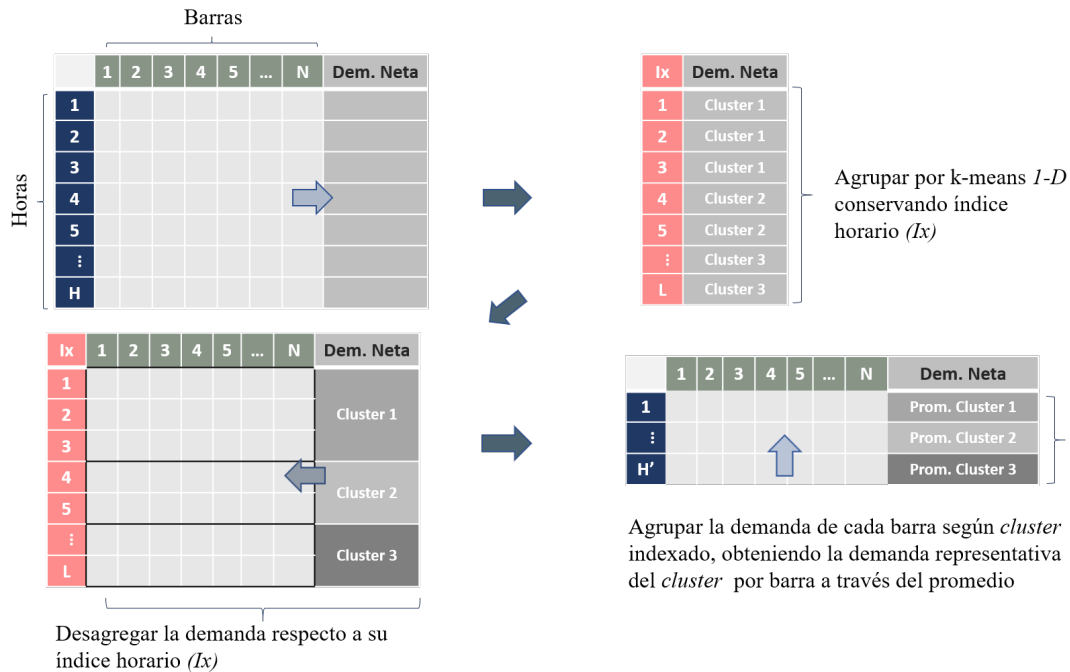 Barras
1 2 3 4 5 ... N Dem. Neta
Horas
1
2
3
4
5
⋮
H
Ix Dem. Neta
1 Cluster 1
2 Cluster 1
3 Cluster 1
4 Cluster 2
5 Cluster 2
⋮ Cluster 3
L Cluster 3
Agrupar por k-means 1-D
conservando índice
horario (Ix)
Ix 1 2 3 4 5 ... N Dem. Neta
1
2 Cluster 1
3
4
5 Cluster 2
⋮
L Cluster 3
Desagregar la demanda respecto a su
índice horario (Ix)
1 2 3 4 5 ... N Dem. Neta
1 Prom. Cluster 1
⋮ Prom. Cluster 2
H' Prom. Cluster 3
Agrupar la demanda de cada barra según cluster
indexado, obteniendo la demanda representativa
del cluster por barra a través del promedio